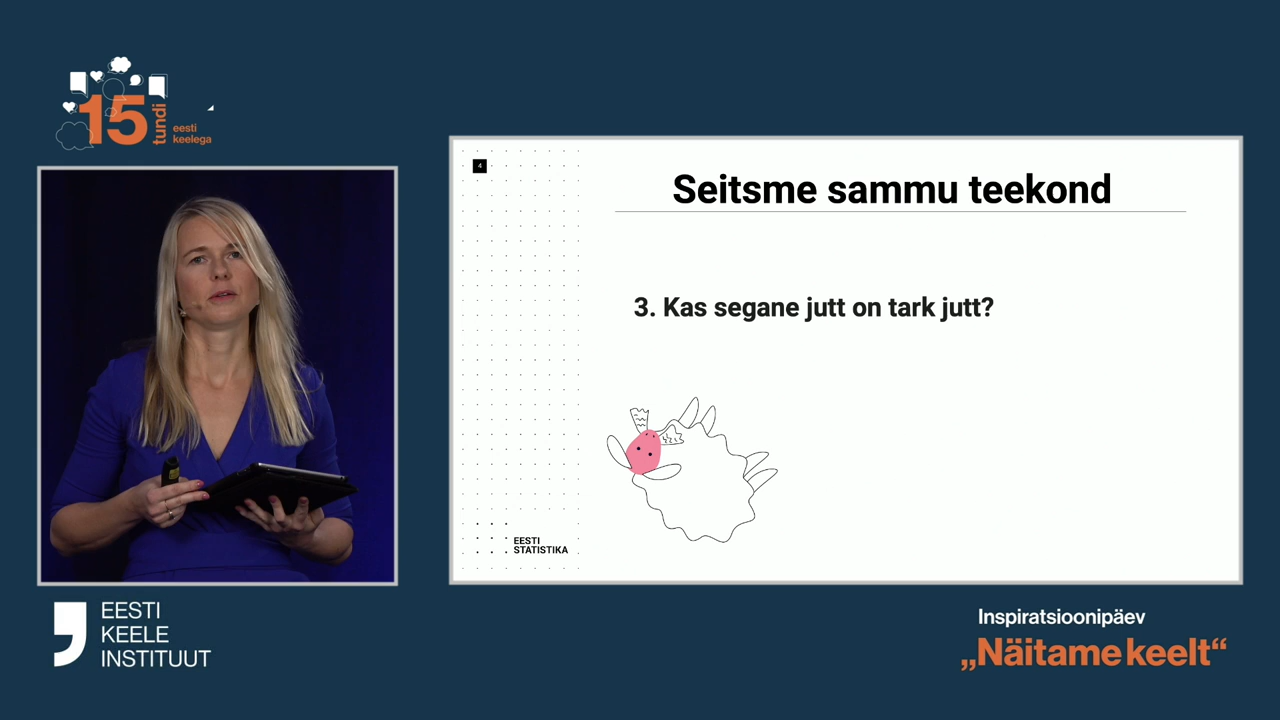 15
tundi
eesti
keelega
4
Seitsme sammu teekond
3. Kas segane jutt on tark jutt?
EESTI
STATISTIKA
EESTI
KEELE
INSTITUUT
Inspiratsioonipäev
„Näitame keelt“